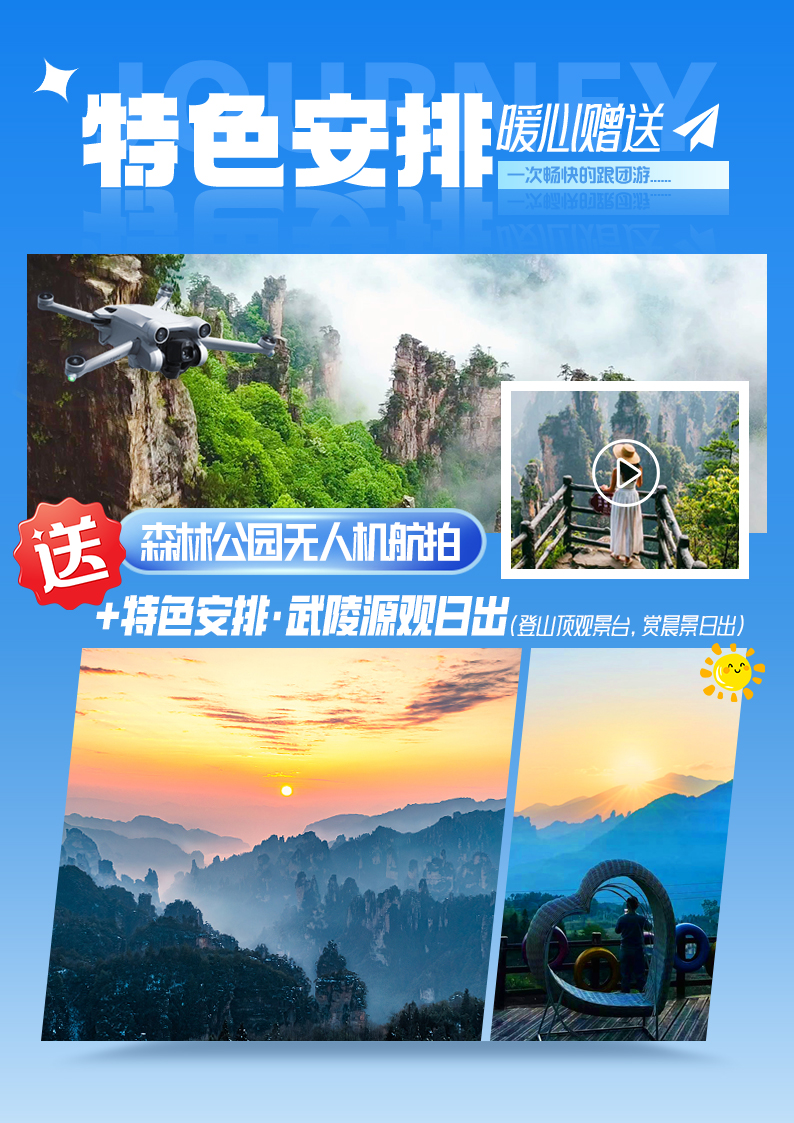 JOURNEY
特色安排 暖心赠送
一次畅快的跟团游......
送 森林公园无人机航拍
+特色安排·武陵源观日出(登山顶观景台,赏晨景日出)